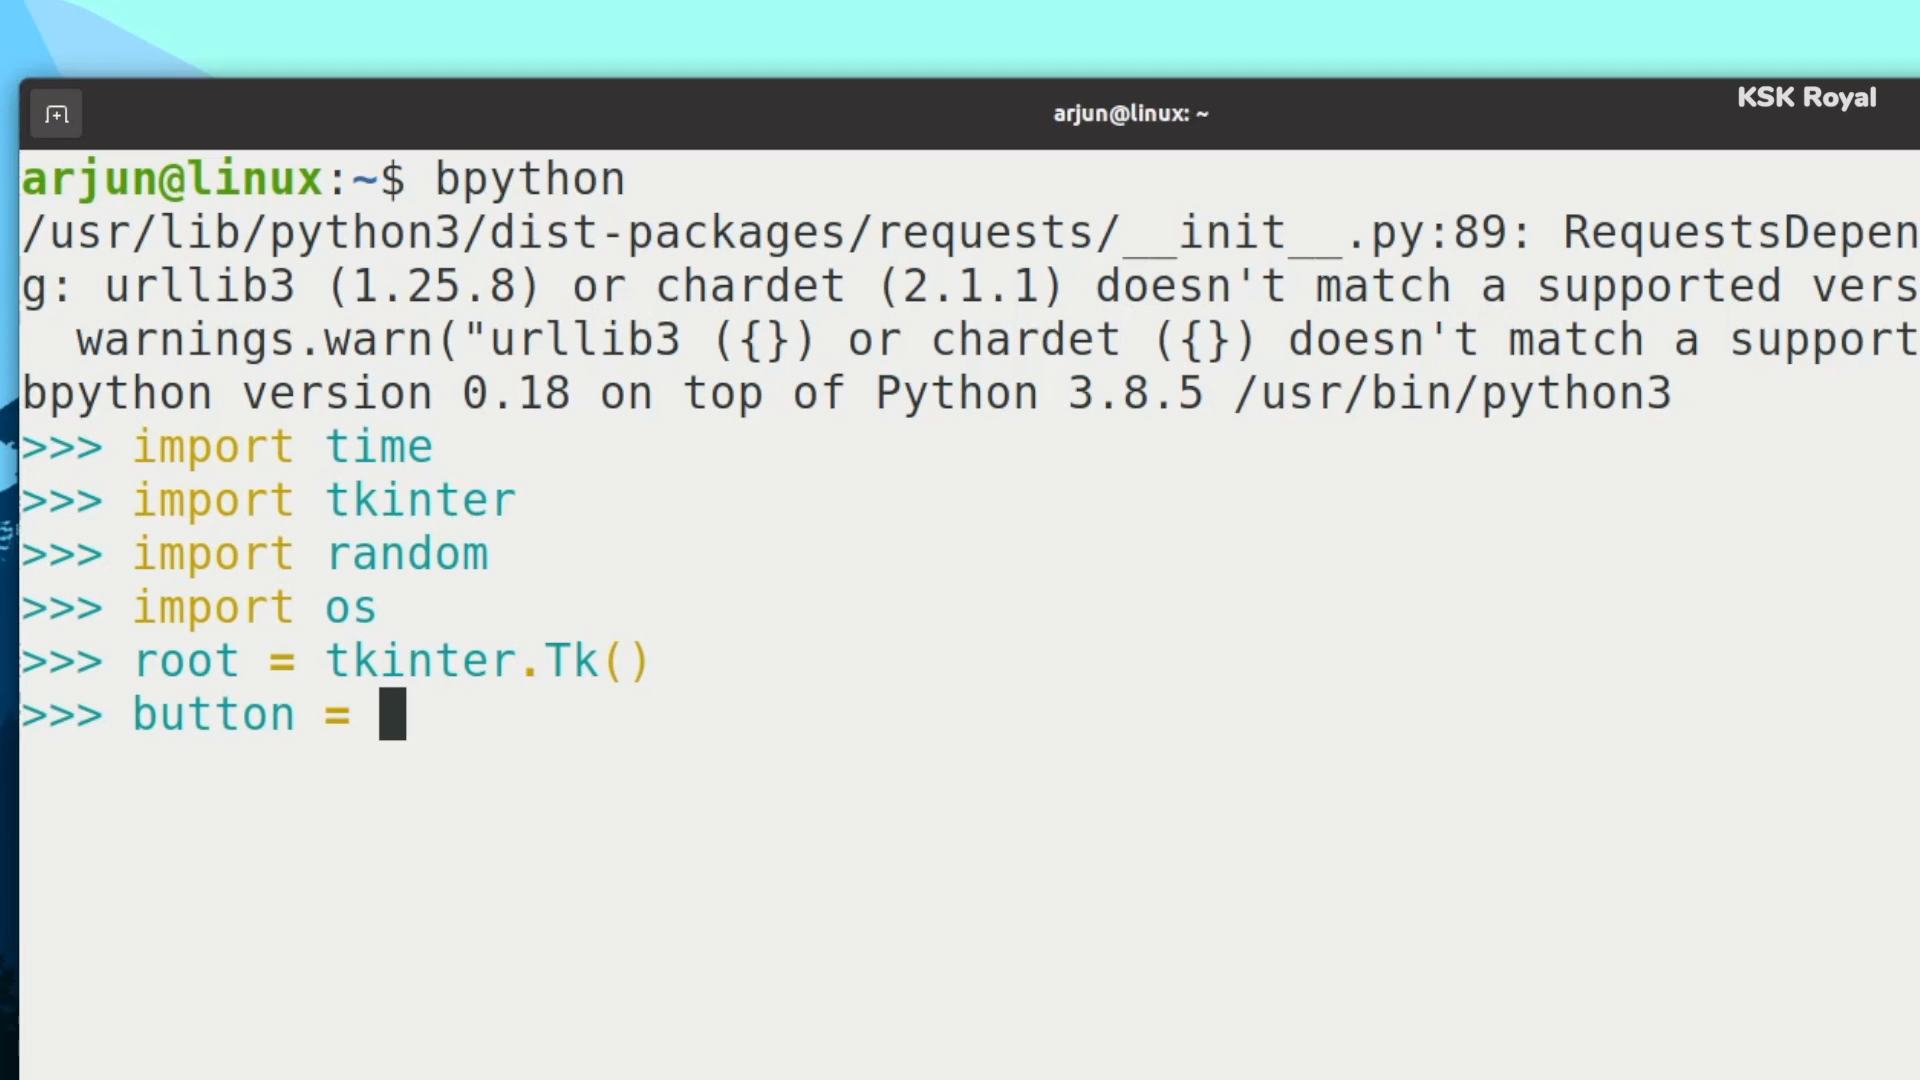 KSK Royal
arjun@linux: ~
arjun@linux:~$ bpython
/usr/lib/python3/dist-packages/requests/__init__.py:89: RequestsDepen
g: urllib3 (1.25.8) or chardet (2.1.1) doesn't match a supported vers
  warnings.warn("urllib3 ({}) or chardet ({}) doesn't match a support
bpython version 0.18 on top of Python 3.8.5 /usr/bin/python3
>>> import time
>>> import tkinter
>>> import random
>>> import os
>>> root = tkinter.Tk()
>>> button =